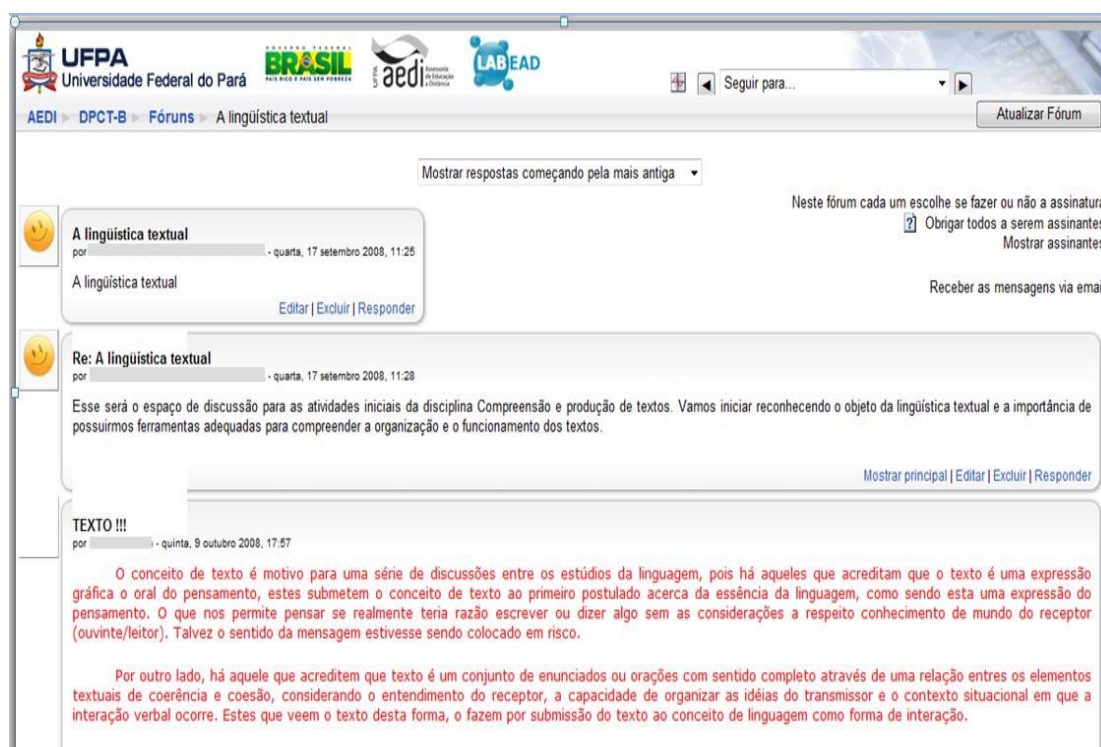 UFPA
Universidade Federal do Pará
GOVERNO FEDERAL
BRASIL
PAÍS RICO É PAÍS SEM POBREZA
UFPA
aedi
Assessoria
de Educação
a Distância
LABEAD
Seguir para...
AEDI DPCT-B Fóruns A lingüística textual
Atualizar Fórum
Mostrar respostas começando pela mais antiga
Neste fórum cada um escolhe se fazer ou não a assinatura
Obrigar todos a serem assinantes
Mostrar assinantes
Receber as mensagens via emai
A lingüística textual
por - quarta, 17 setembro 2008, 11:25
A lingüística textual
Editar | Excluir | Responder
Re: A lingüística textual
por - quarta, 17 setembro 2008, 11:28
Esse será o espaço de discussão para as atividades iniciais da disciplina Compreensão e produção de textos. Vamos iniciar reconhecendo o objeto da lingüística textual e a importância de
possuirmos ferramentas adequadas para compreender a organização e o funcionamento dos textos.
Mostrar principal | Editar | Excluir | Responder
TEXTO !!!
por - quinta, 9 outubro 2008, 17:57
O conceito de texto é motivo para uma série de discussões entre os estúdios da linguagem, pois há aqueles que acreditam que o texto é uma expressão
gráfica o oral do pensamento, estes submetem o conceito de texto ao primeiro postulado acerca da essência da linguagem, como sendo esta uma expressão do
pensamento. O que nos permite pensar se realmente teria razão escrever ou dizer algo sem as considerações a respeito conhecimento de mundo do receptor
(ouvinte/leitor). Talvez o sentido da mensagem estivesse sendo colocado em risco.
Por outro lado, há aquele que acreditem que texto é um conjunto de enunciados ou orações com sentido completo através de uma relação entres os elementos
textuais de coerência e coesão, considerando o entendimento do receptor, a capacidade de organizar as idéias do transmissor e o contexto situacional em que a
interação verbal ocorre. Estes que veem o texto desta forma, o fazem por submissão do texto ao conceito de linguagem como forma de interação.